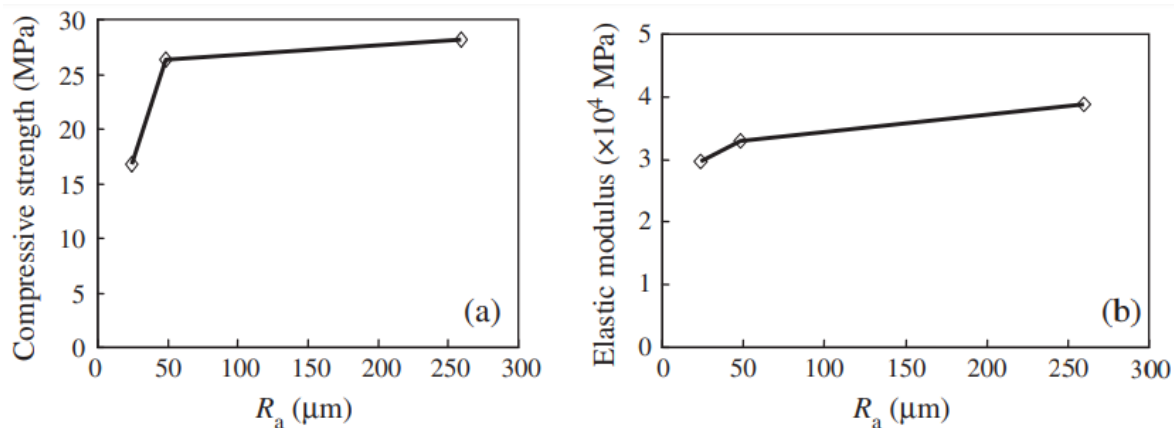 Compressive strength (MPa)
30
25
20
15
10
5
0
0 50 100 150 200 250 300
Rₐ (μm)
(a)
Elastic modulus (×10⁴ MPa)
5
4
3
2
1
0
0 50 100 150 200 250 300
Rₐ (μm)
(b)